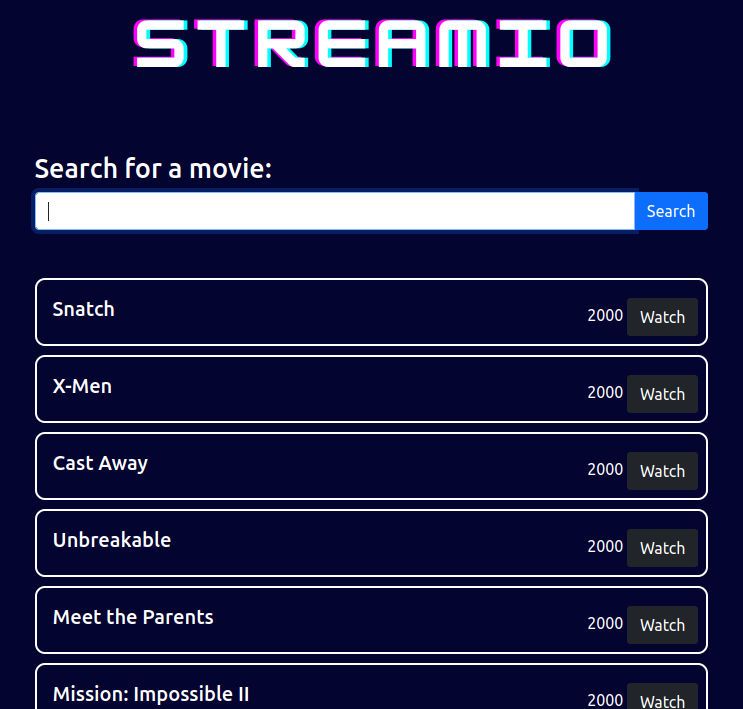 STREAMIO
Search for a movie:
Search
Snatch 2000 Watch
X-Men 2000 Watch
Cast Away 2000 Watch
Unbreakable 2000 Watch
Meet the Parents 2000 Watch
Mission: Impossible II 2000 Watch